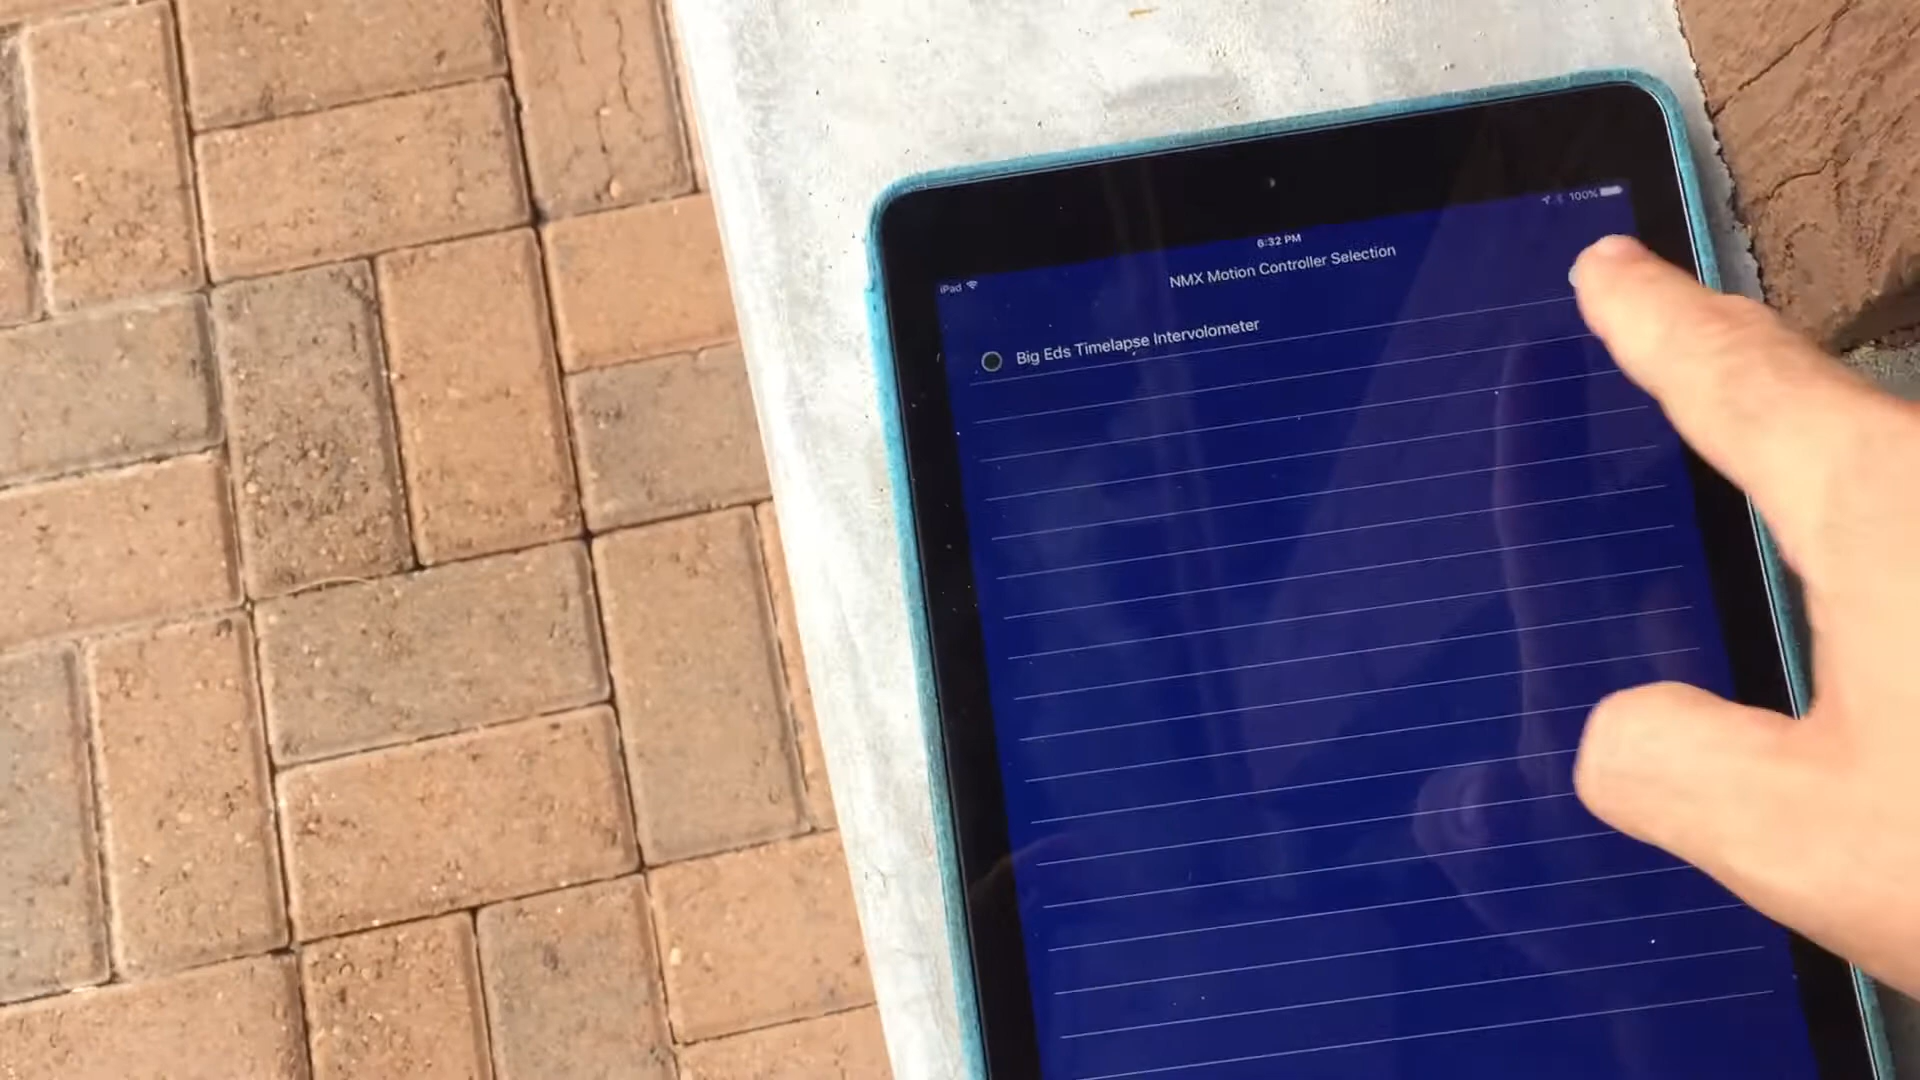 iPad
6:32 PM
100%
NMX Motion Controller Selection
Big Eds Timelapse Intervolometer